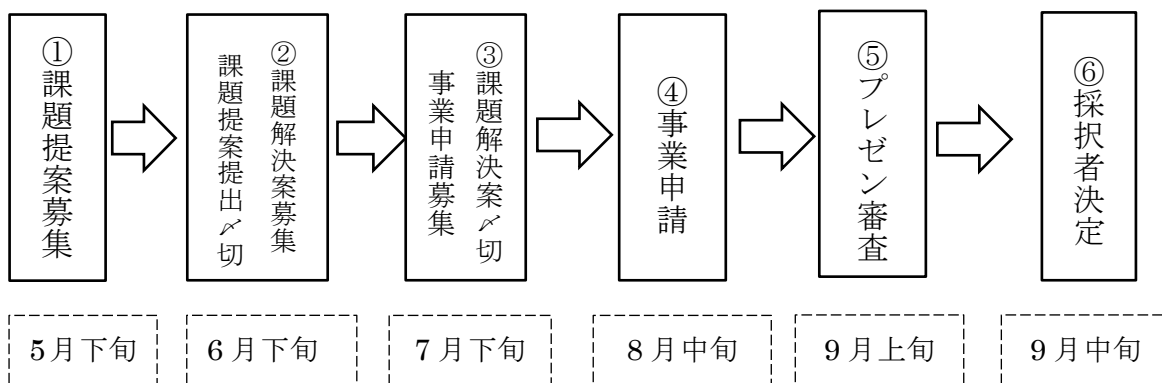 ①課題提案募集
②課題解決案募集
課題提案提出〆切
③課題解決案〆切
事業申請募集
④事業申請
⑤プレゼン審査
⑥採択者決定
5月下旬
6月下旬
7月下旬
8月中旬
9月上旬
9月中旬